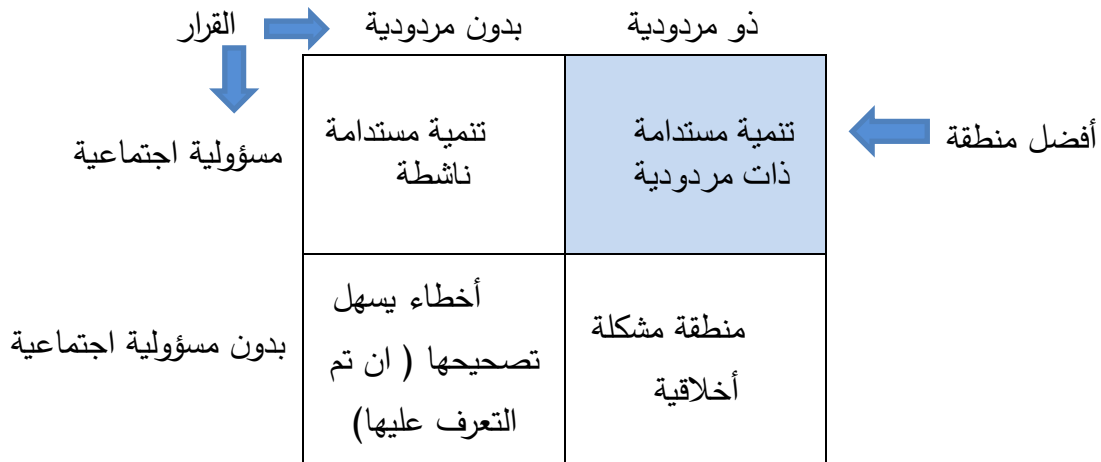 ذو مردودية
بدون مردودية
القرار
أفضل منطقة
تنمية مستدامة
ذات مردودية
تنمية مستدامة
ناشطة
مسؤولية اجتماعية
منطقة مشكلة
أخلاقية
أخطاء يسهل
تصحيحها ( ان تم
التعرف عليها)
بدون مسؤولية اجتماعية